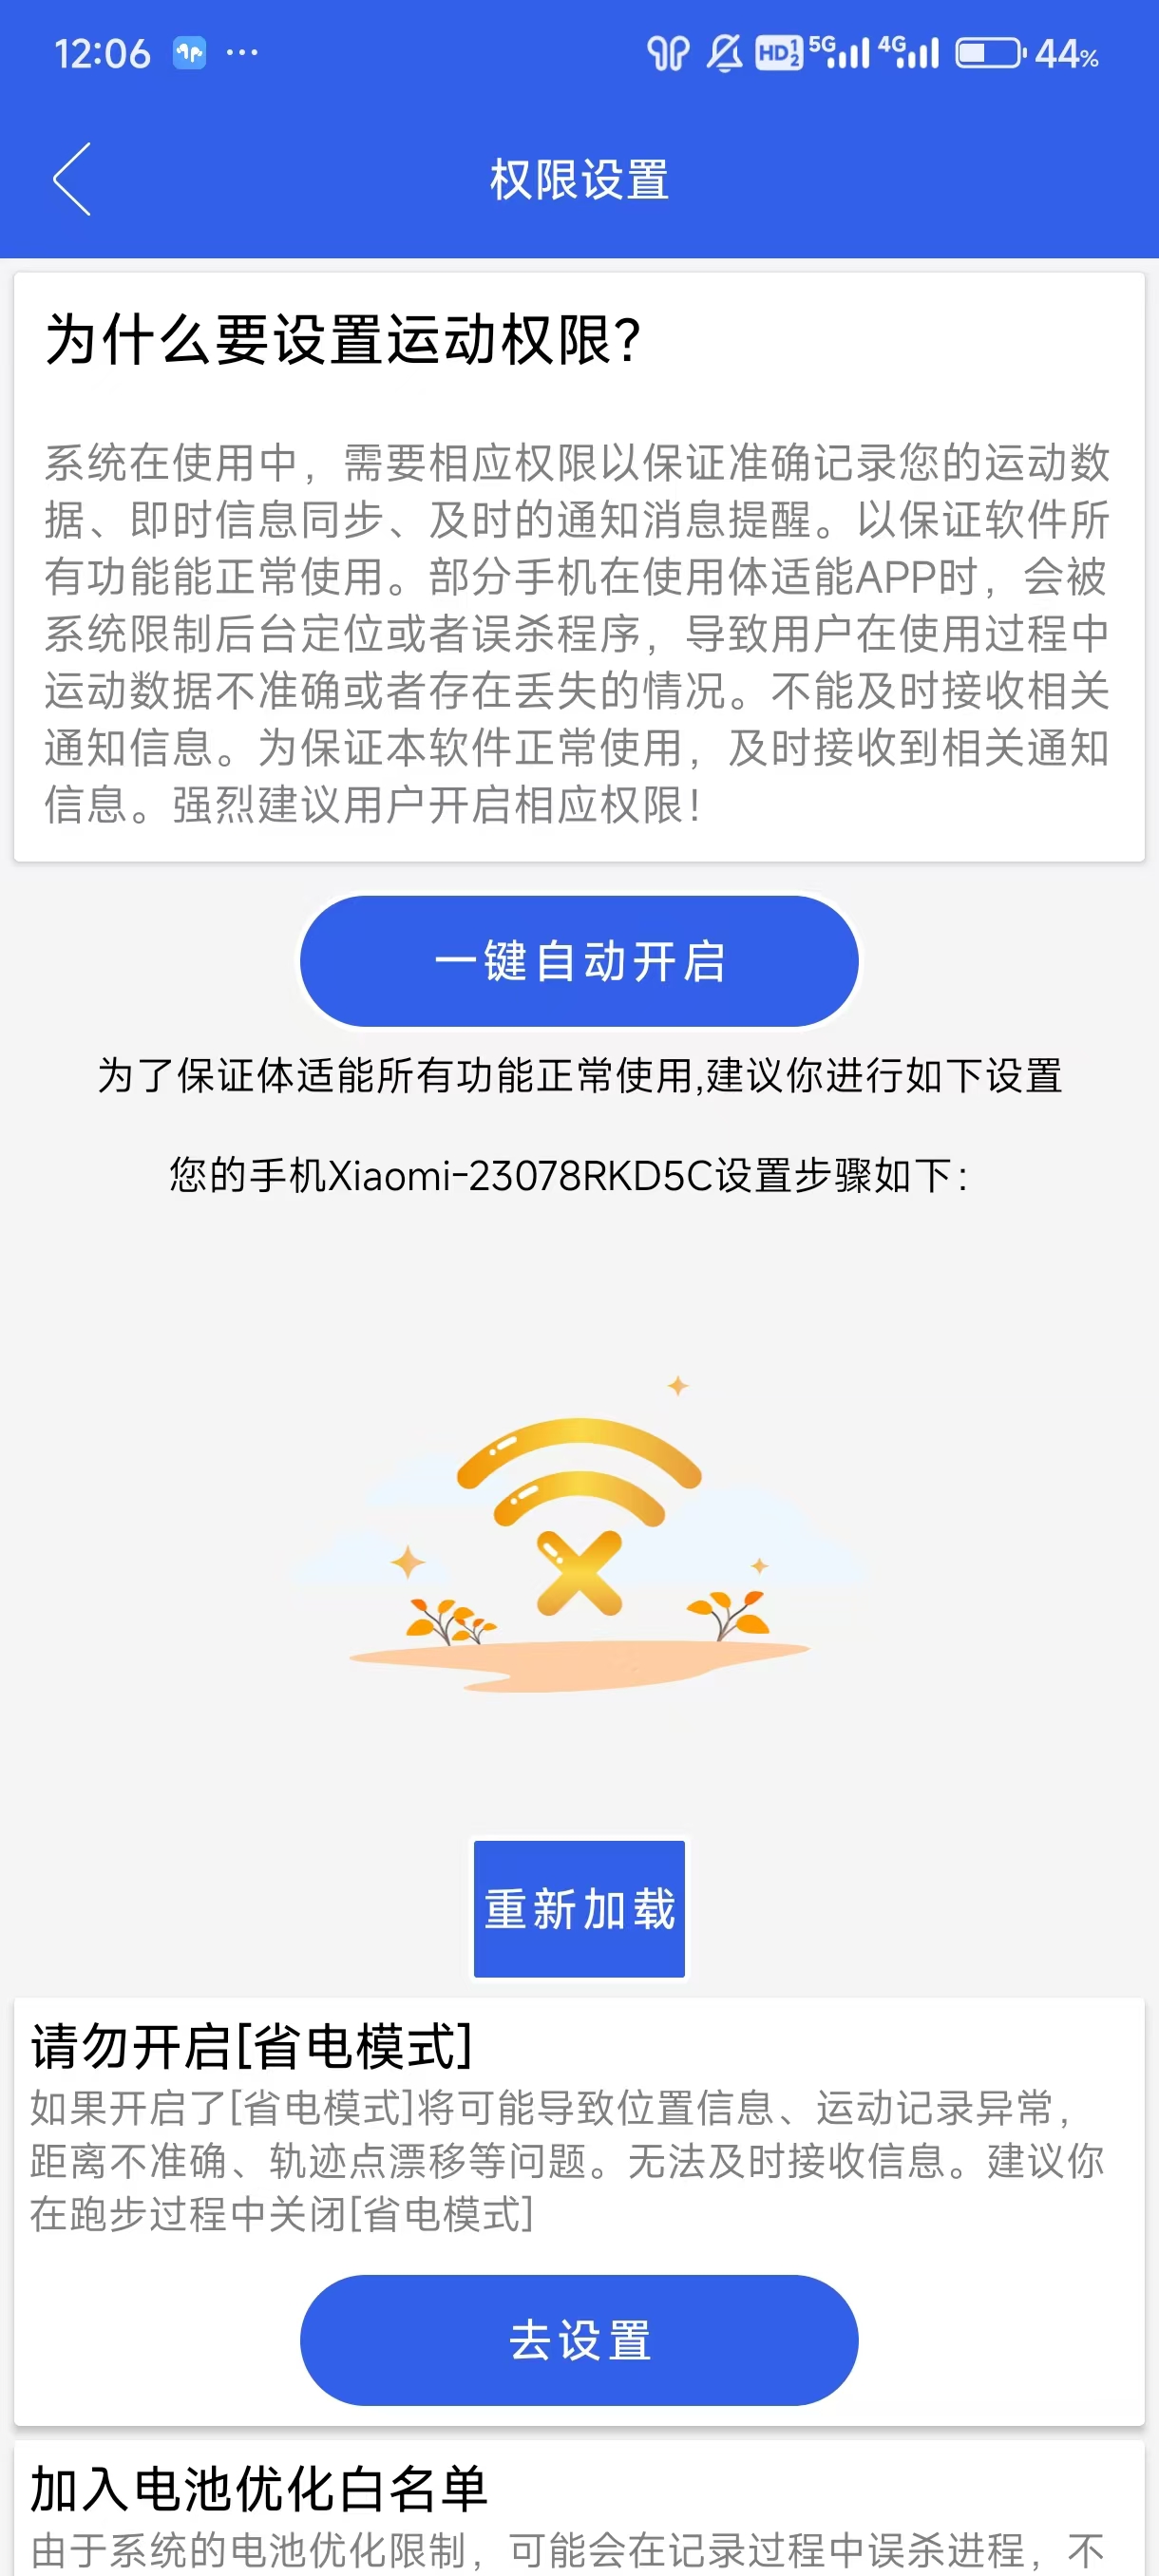 12:06 ... HD 1 2 5G 4G 44%
权限设置
为什么要设置运动权限?
系统在使用中，需要相应权限以保证准确记录您的运动数
据、即时信息同步、及时的通知消息提醒。以保证软件所
有功能能正常使用。部分手机在使用体适能APP时，会被
系统限制后台定位或者误杀程序，导致用户在使用过程中
运动数据不准确或者存在丢失的情况。不能及时接收相关
通知信息。为保证本软件正常使用，及时接收到相关通知
信息。强烈建议用户开启相应权限！
一键自动开启
为了保证体适能所有功能正常使用,建议你进行如下设置
您的手机Xiaomi-23078RKD5C设置步骤如下：
重新加载
请勿开启[省电模式]
如果开启了[省电模式]将可能导致位置信息、运动记录异常，
距离不准确、轨迹点漂移等问题。无法及时接收信息。建议你
在跑步过程中关闭[省电模式]
去设置
加入电池优化白名单
由于系统的电池优化限制，可能会在记录过程中误杀进程，不